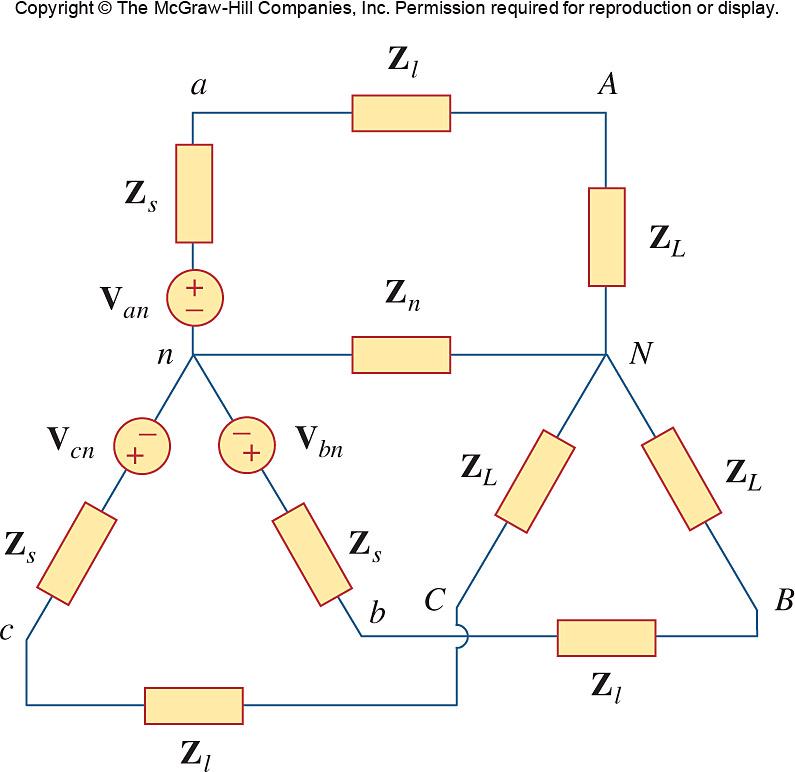 Copyright © The McGraw-Hill Companies, Inc. Permission required for reproduction or display.
Zl
a
A
Zs
ZL
Van
Zn
n
N
Vcn
Vbn
ZL
ZL
Zs
Zs
C
B
b
c
Zl
Zl